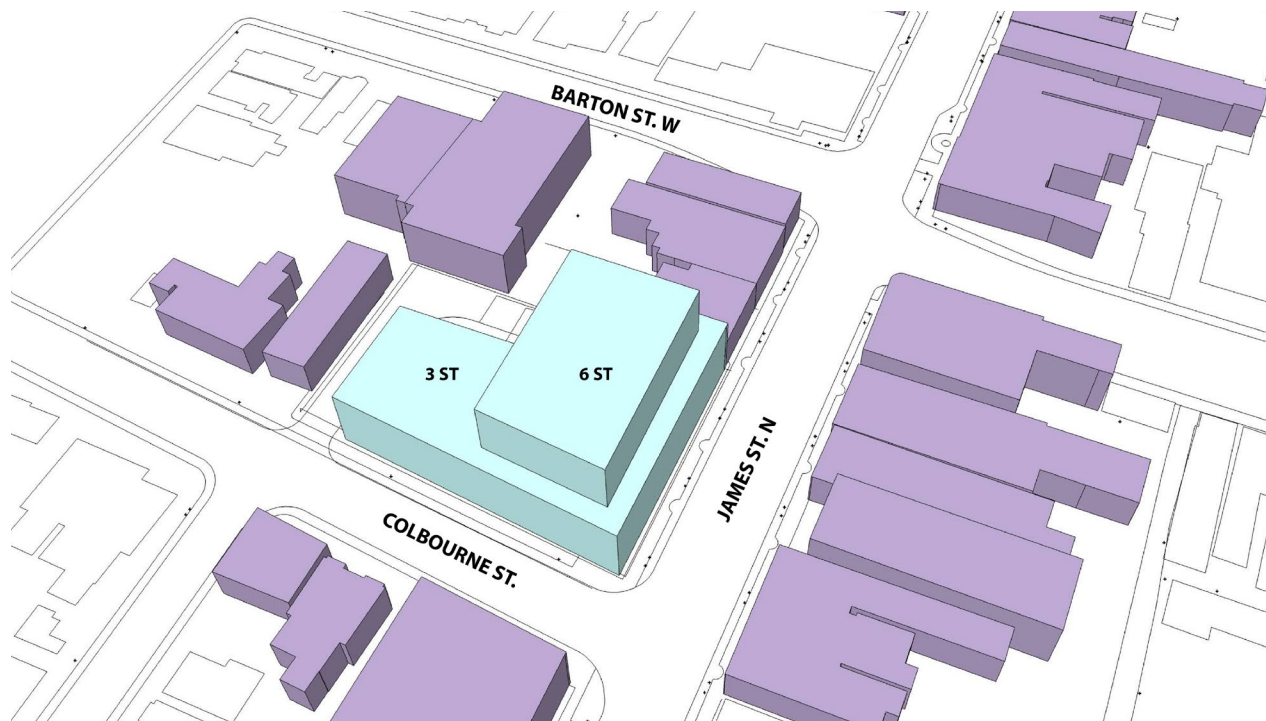 BARTON ST. W
3 ST
6 ST
JAMES ST. N
COLBOURNE ST.